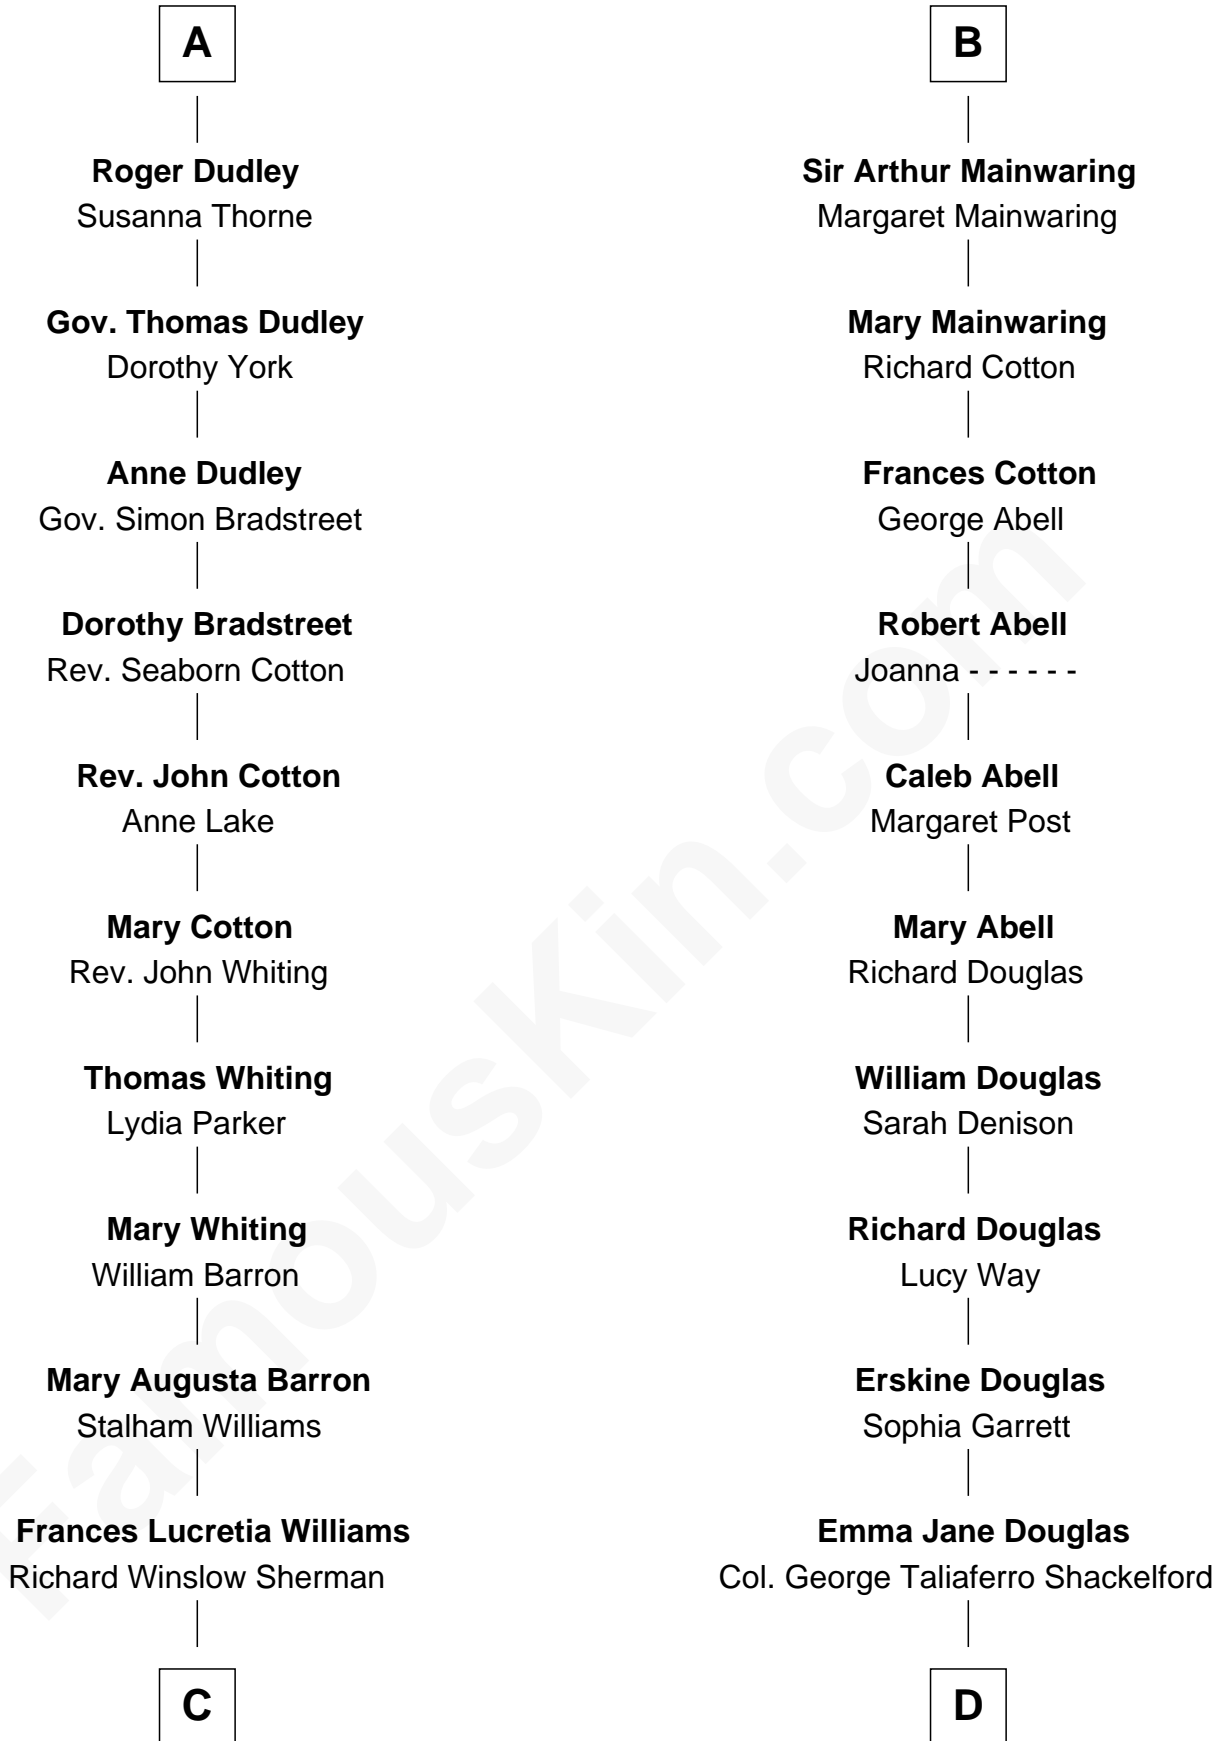 A
Roger Dudley
Susanna Thorne
Gov. Thomas Dudley
Dorothy York
Anne Dudley
Gov. Simon Bradstreet
Dorothy Bradstreet
Rev. Seaborn Cotton
Rev. John Cotton
Anne Lake
Mary Cotton
Rev. John Whiting
Thomas Whiting
Lydia Parker
Mary Whiting
William Barron
Mary Augusta Barron
Stalham Williams
Frances Lucretia Williams
Richard Winslow Sherman
C
B
Sir Arthur Mainwaring
Margaret Mainwaring
Mary Mainwaring
Richard Cotton
Frances Cotton
George Abell
Robert Abell
Joanna - - - - - -
Caleb Abell
Margaret Post
Mary Abell
Richard Douglas
William Douglas
Sarah Denison
Richard Douglas
Lucy Way
Erskine Douglas
Sophia Garrett
Emma Jane Douglas
Col. George Taliaferro Shackelford
D
FamousKin.com